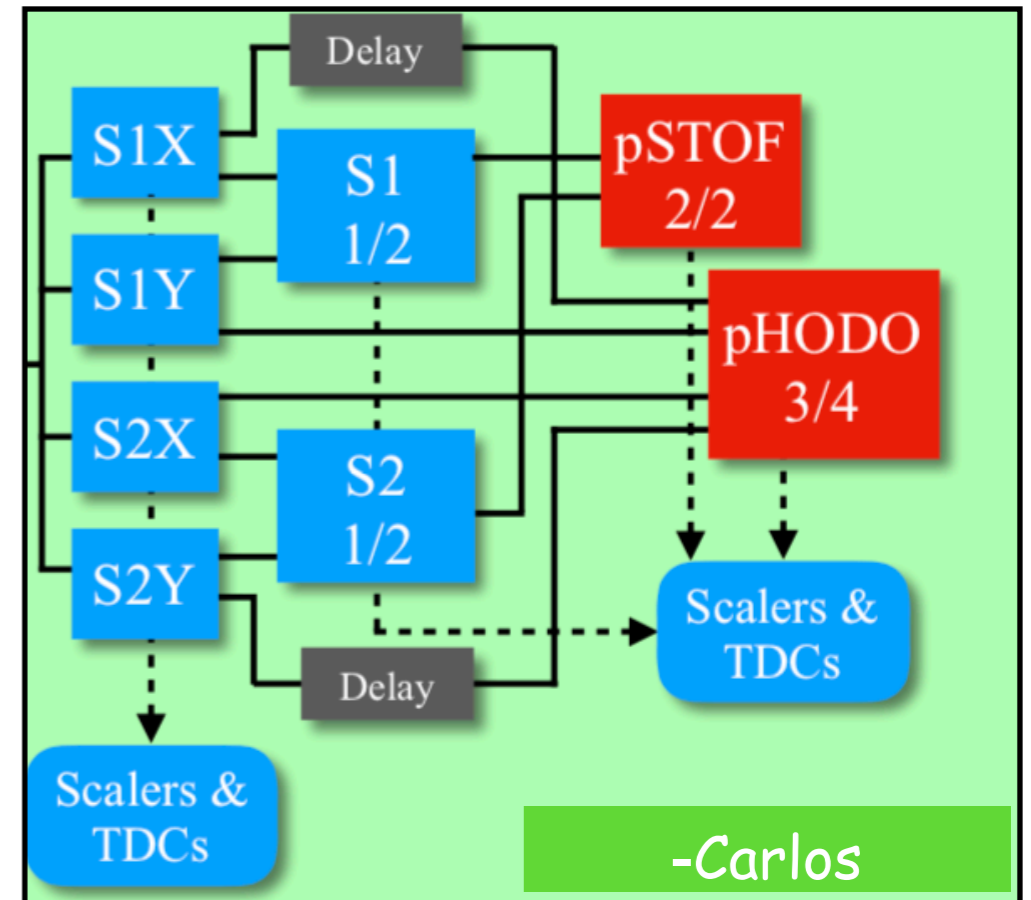 Delay
S1X
S1
1/2
pSTOF
2/2
S1Y
pHODO
3/4
S2X
S2
1/2
S2Y
Scalers &
TDCs
Delay
Scalers &
TDCs
-Carlos